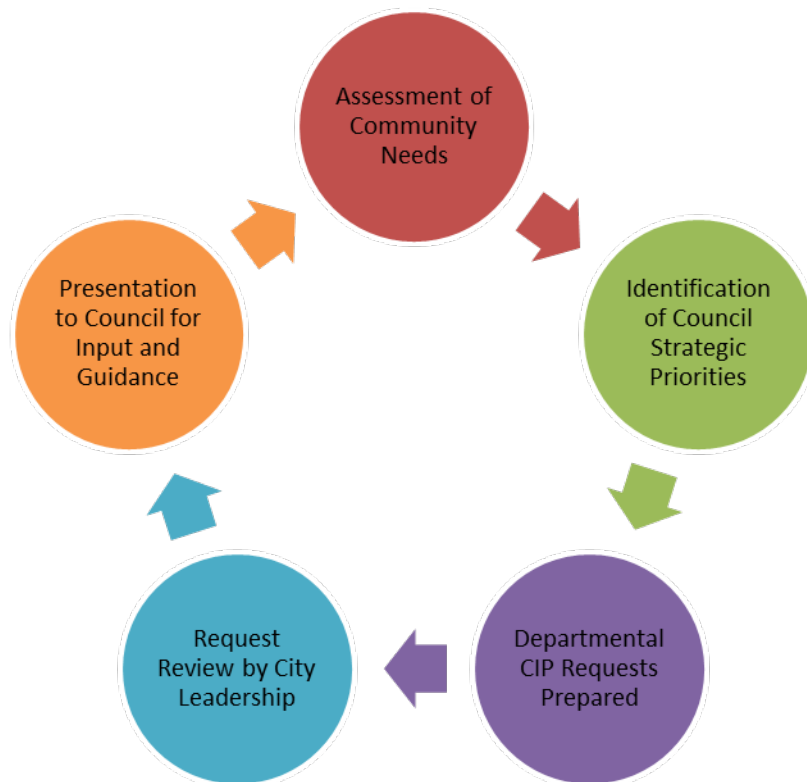 Assessment of
Community
Needs
Identification
of Council
Strategic
Priorities
Departmental
CIP Requests
Prepared
Request
Review by City
Leadership
Presentation
to Council for
Input and
Guidance